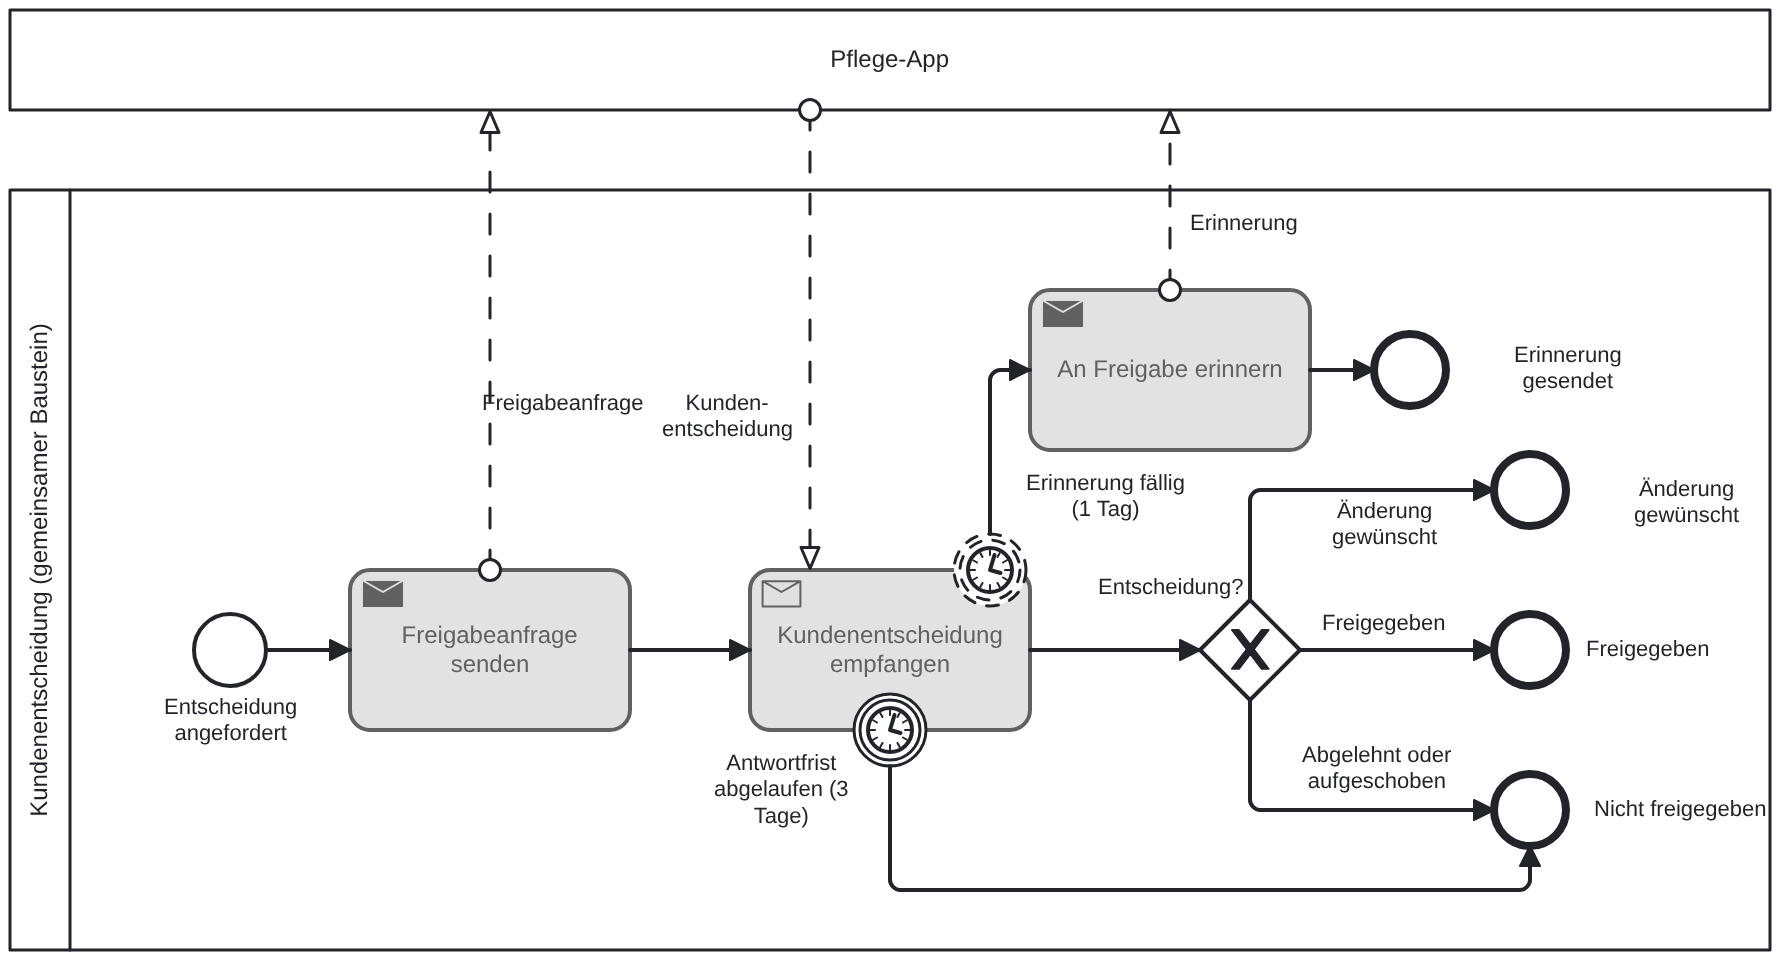 Pflege-App
Kundenentscheidung (gemeinsamer Baustein)
Erinnerung
An Freigabe erinnern
Erinnerung
gesendet
Freigabeanfrage
Kunden-
entscheidung
Erinnerung fällig
(1 Tag)
Änderung
gewünscht
Änderung
gewünscht
Entscheidung?
Freigegeben
Freigegeben
Freigabeanfrage
senden
Kundenentscheidung
empfangen
Entscheidung
angefordert
Antwortfrist
abgelaufen (3
Tage)
Abgelehnt oder
aufgeschoben
Nicht freigegeben